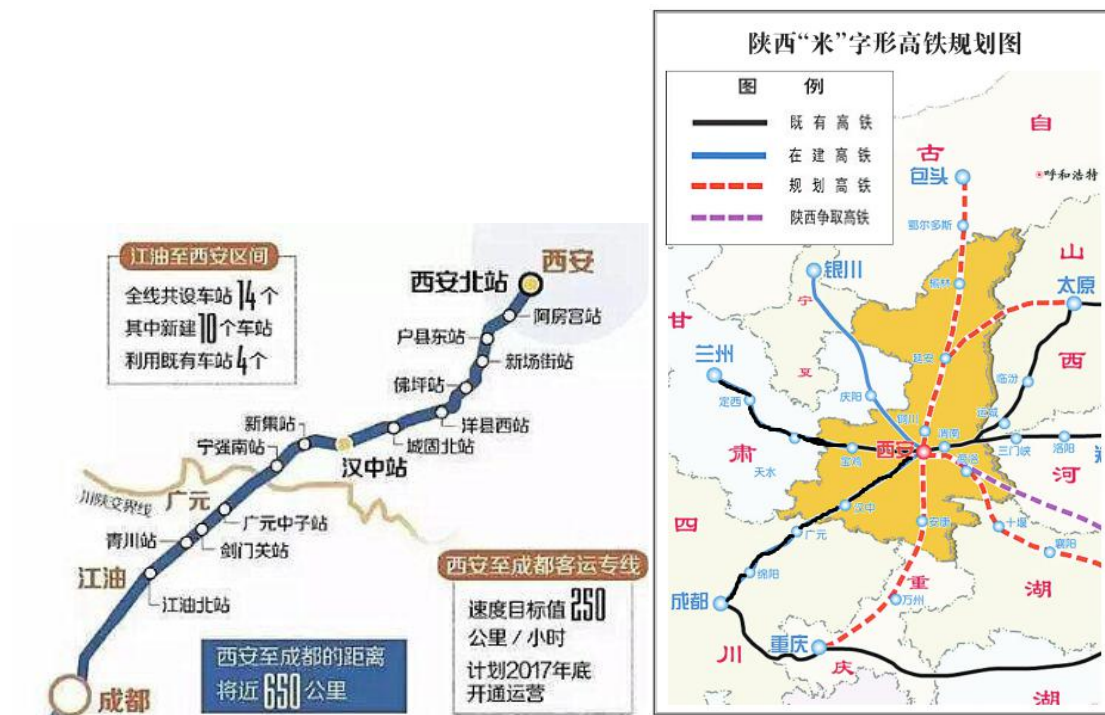 江油至西安区间
全线共设车站14个
其中新建10个车站
利用既有车站4个
西安
西安北站
阿房宫站
户县东站
新场街站
佛坪站
洋县西站
新集站
城固北站
宁强南站
汉中站
川陕交界线
广元
广元中子站
青川站
剑门关站
江油
江油北站
成都
西安至成都的距离
将近650公里
西安至成都客运专线
速度目标值250
公里/小时
计划2017年底
开通运营
陕西“米”字形高铁规划图
图 例
既有高铁
在建高铁
规划高铁
陕西争取高铁
自
古
包头
呼和浩特
鄂尔多斯
山
银川
榆林
太原
宁
甘
兰州
延安
西
夏
临汾
定西
庆阳
铜川
运城
渭南
肃
西安
三门峡
洛阳
宝鸡
商洛
天水
河
汉中
四
安康
十堰
广元
襄阳
绵阳
重
湖
成都
万州
重庆
川
庆
湖